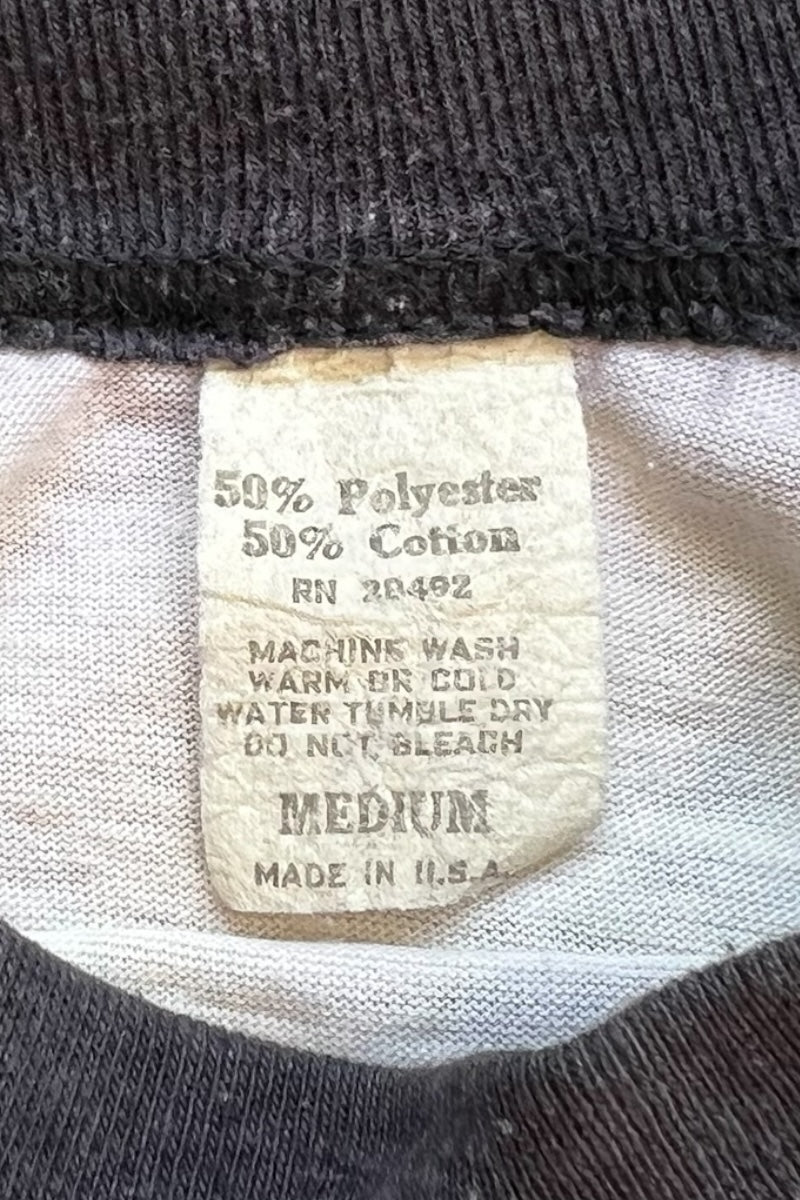 50% Polyester
50% Cotton
RN 20492
MACHINE WASH
WARM OR COLD
WATER TUMBLE DRY
DO NOT BLEACH
MEDIUM
MADE IN U.S.A.